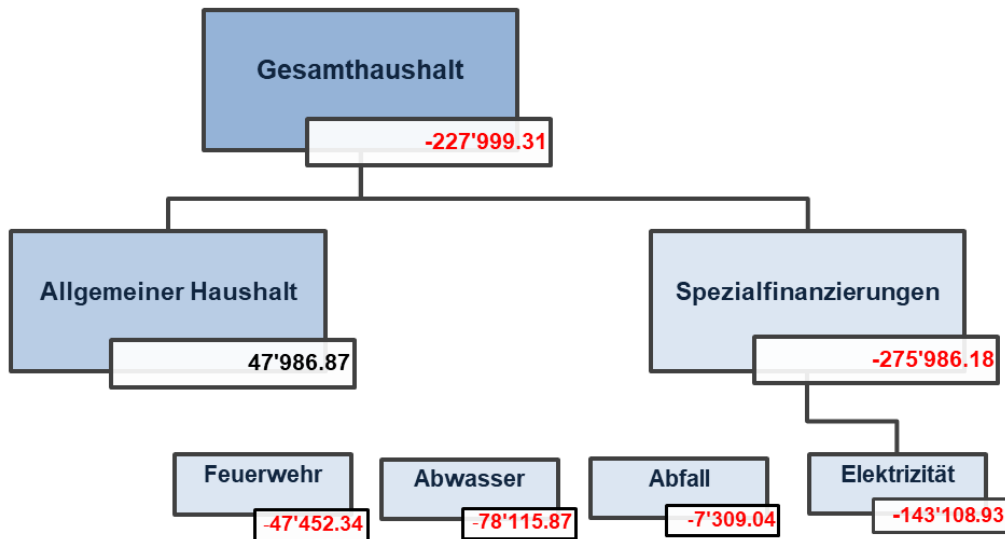 Gesamthaushalt
-227'999.31
Allgemeiner Haushalt
47'986.87
Spezialfinanzierungen
-275'986.18
Feuerwehr
-47'452.34
Abwasser
-78'115.87
Abfall
-7'309.04
Elektrizität
-143'108.93